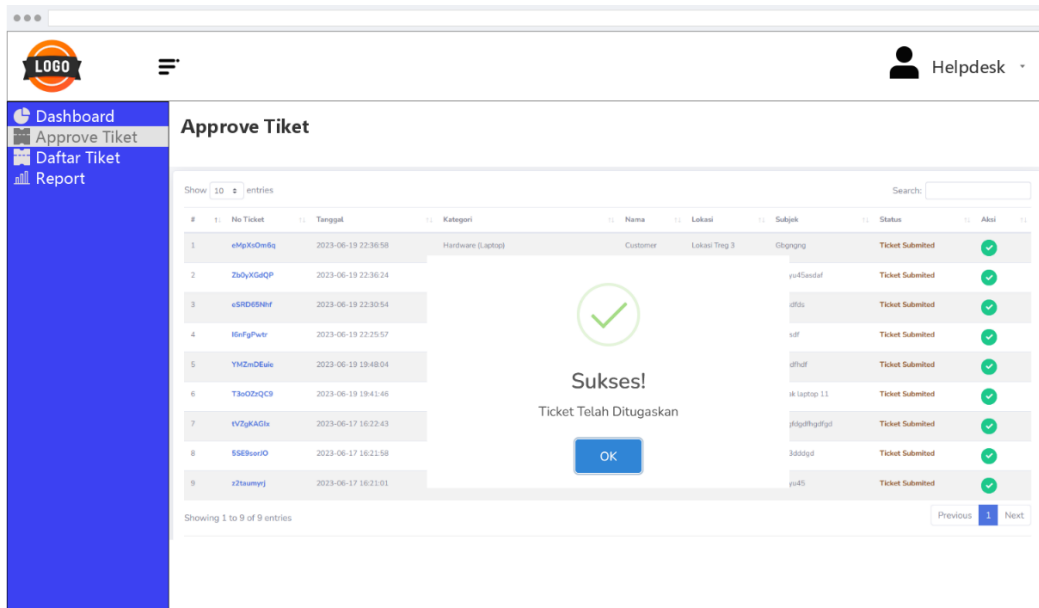 LOGO
Helpdesk
Dashboard
Approve Tiket
Daftar Tiket
Report
Approve Tiket
Show 10 entries
Search:
# No Ticket Tanggal Kategori Nama Lokasi Subjek Status Aksi
1 eMpXsOm6q 2023-06-19 22:36:58 Hardware (Laptop) Customer Lokasi Treg 3 Gbgngng Ticket Submited
2 Zb0yXGdQP 2023-06-19 22:36:24 Ticket Submited
3 2023-06-19 22:30:54 Ticket Submited
4 2023-06-19 22:25:57 Ticket Submited
5 YMZmDEuie 2023-06-19 19:48:04 Ticket Submited
6 T3oOZzQC9 2023-06-19 19:41:46 laptop 11 Ticket Submited
7 2023-06-17 16:22:43 Ticket Submited
8 5SE9sorJO 2023-06-17 16:21:58 Ticket Submited
9 z2taumyrj 2023-06-17 16:21:01 Ticket Submited
Sukses!
Ticket Telah Ditugaskan
OK
Showing 1 to 9 of 9 entries
Previous 1 Next